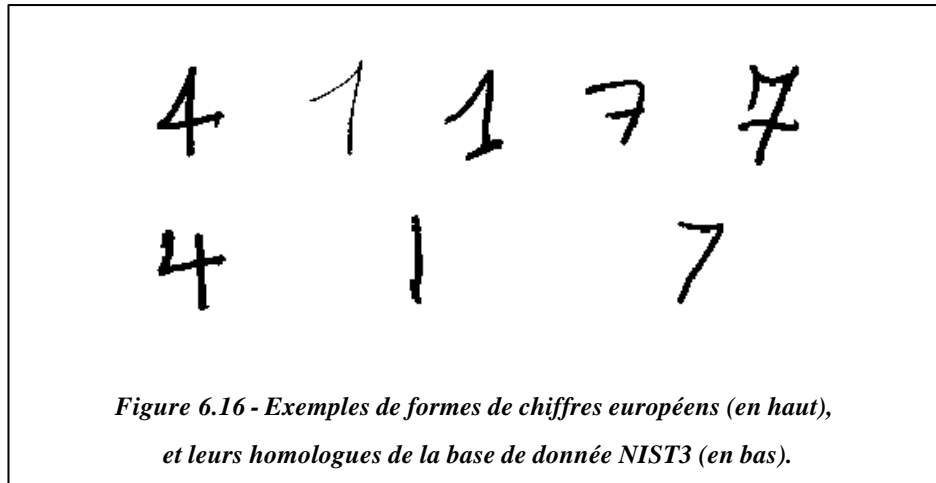 4 1 1 7 7
4 1 7
Figure 6.16 - Exemples de formes de chiffres européens (en haut),
et leurs homologues de la base de donnée NIST3 (en bas).